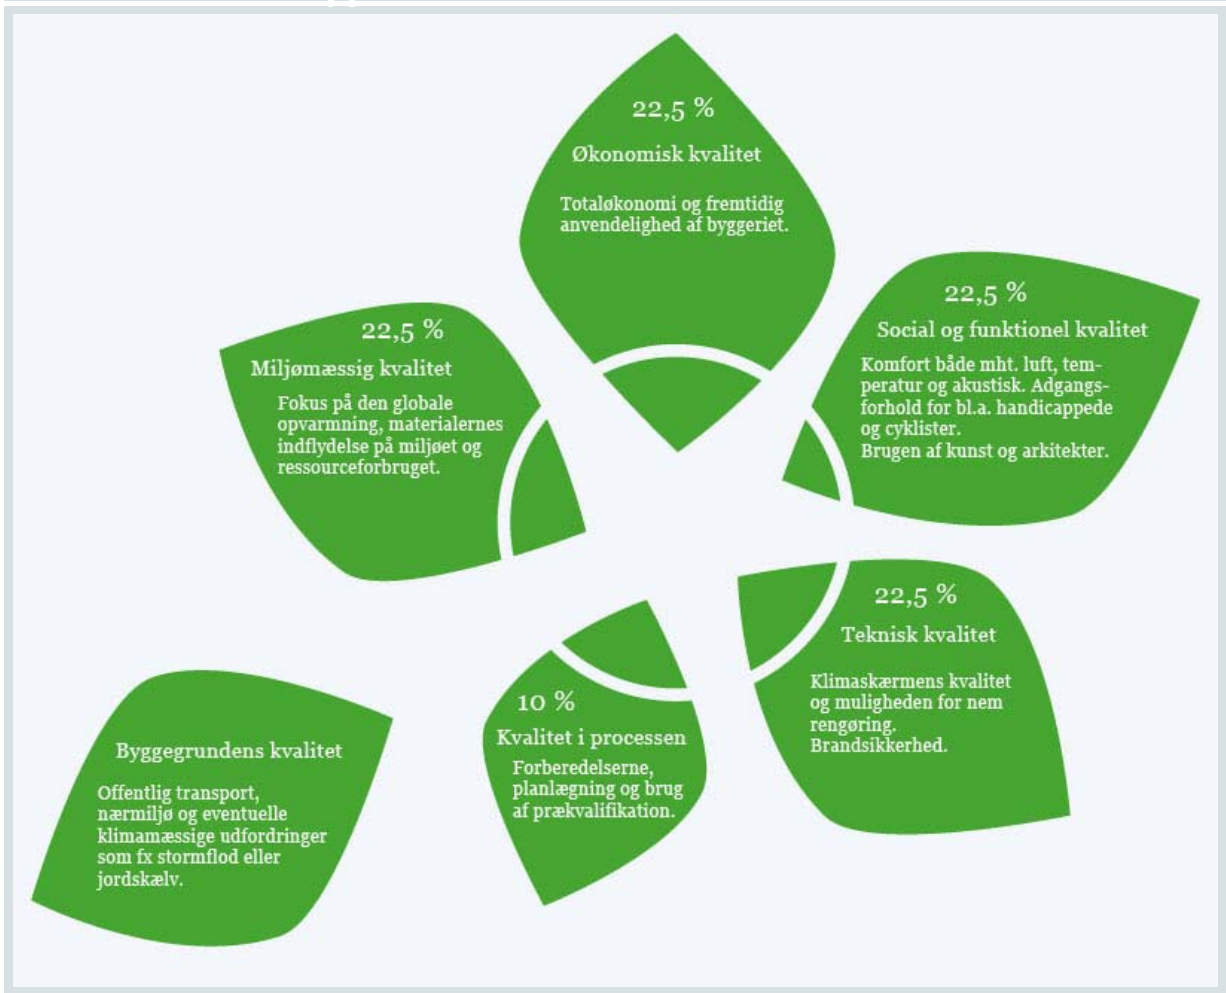 22,5 %
Økonomisk kvalitet
Totaløkonomi og fremtidig
anvendelighed af byggeriet.
22,5 %
Social og funktionel kvalitet
Komfort både mht. luft, tem-
peratur og akustisk. Adgangs-
forhold for bl.a. handicappede
og cyklister.
Brugen af kunst og arkitekter.
22,5 %
Miljømæssig kvalitet
Fokus på den globale
opvarmning, materialernes
indflydelse på miljøet og
ressourceforbruget.
22,5 %
Teknisk kvalitet
Klimaskærmens kvalitet
og muligheden for nem
rengøring.
Brandsikkerhed.
10 %
Kvalitet i processen
Forberedelserne,
planlægning og brug
af prækvalifikation.
Byggegrundens kvalitet
Offentlig transport,
nærmiljø og eventuelle
klimamæssige udfordringer
som fx stormflod eller
jordskælv.